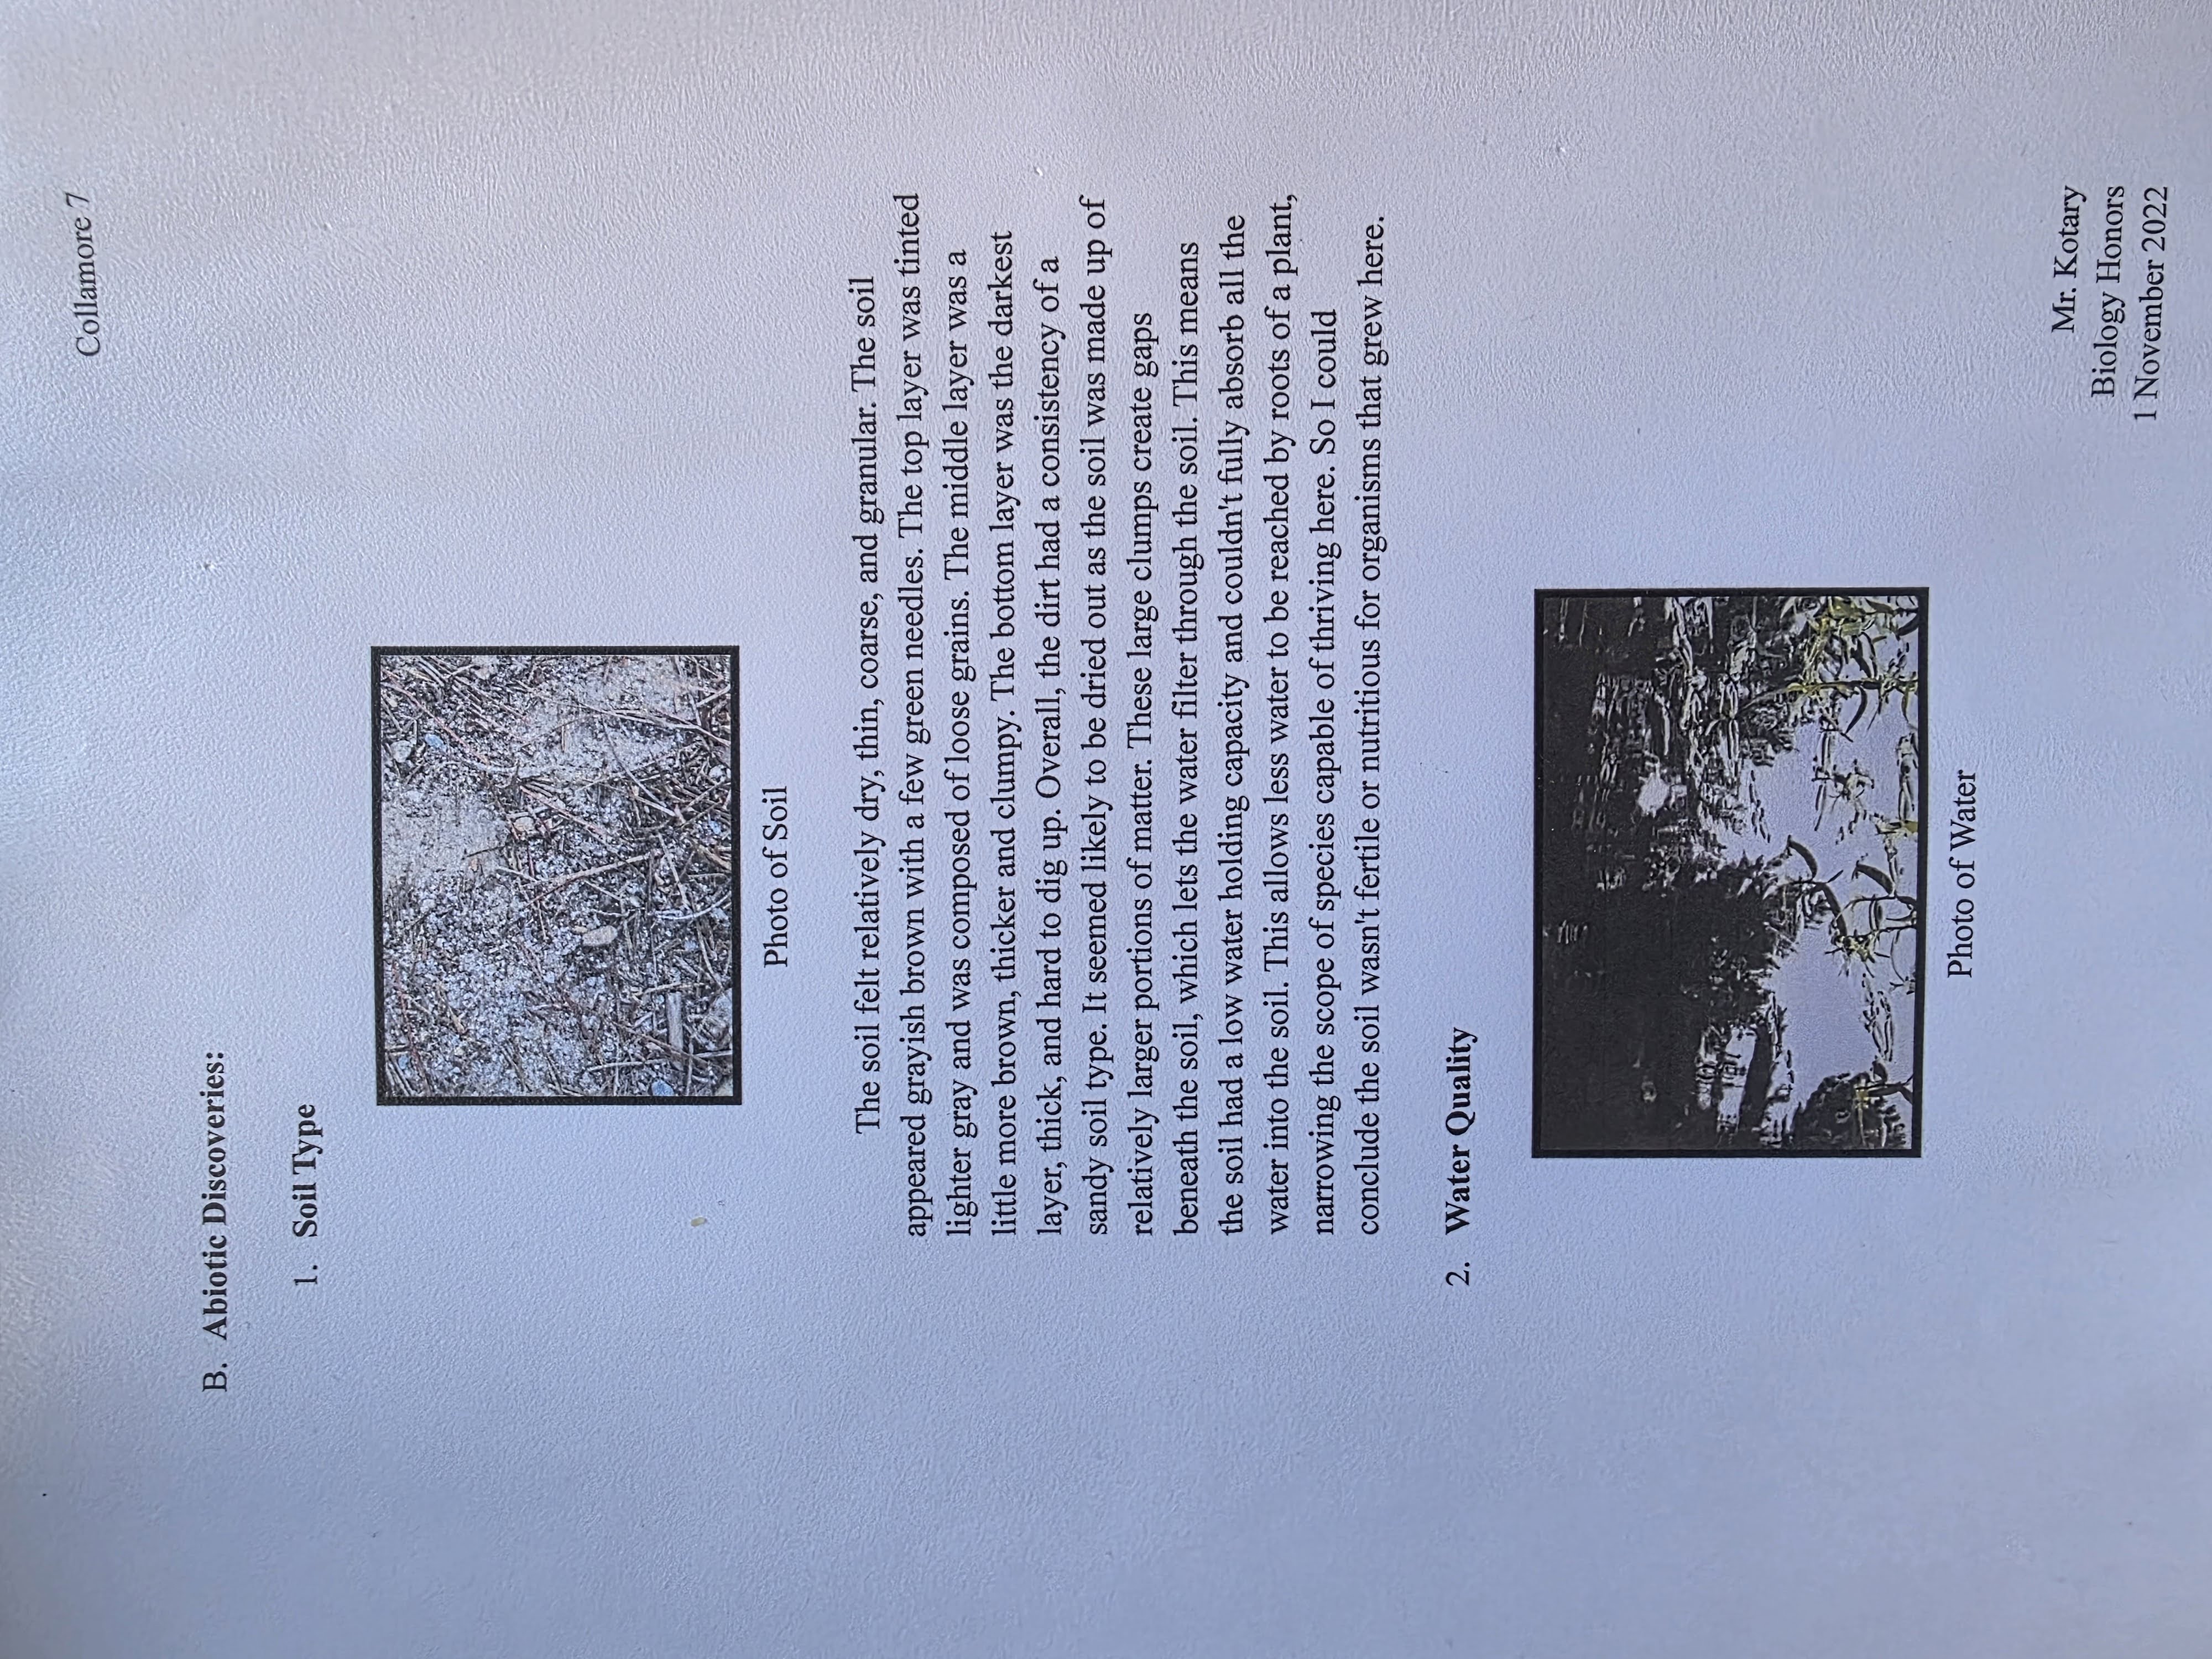 Collamore 7
B. Abiotic Discoveries:
1. Soil Type
Photo of Soil
The soil felt relatively dry, thin, coarse, and granular. The soil
appeared grayish brown with a few green needles. The top layer was tinted
lighter gray and was composed of loose grains. The middle layer was a
little more brown, thicker and clumpy. The bottom layer was the darkest
layer, thick, and hard to dig up. Overall, the dirt had a consistency of a
sandy soil type. It seemed likely to be dried out as the soil was made up of
relatively larger portions of matter. These large clumps create gaps
beneath the soil, which lets the water filter through the soil. This means
the soil had a low water holding capacity and couldn't fully absorb all the
water into the soil. This allows less water to be reached by roots of a plant,
narrowing the scope of species capable of thriving here. So I could
conclude the soil wasn't fertile or nutritious for organisms that grew here.
2. Water Quality
Photo of Water
Mr. Kotary
Biology Honors
1 November 2022